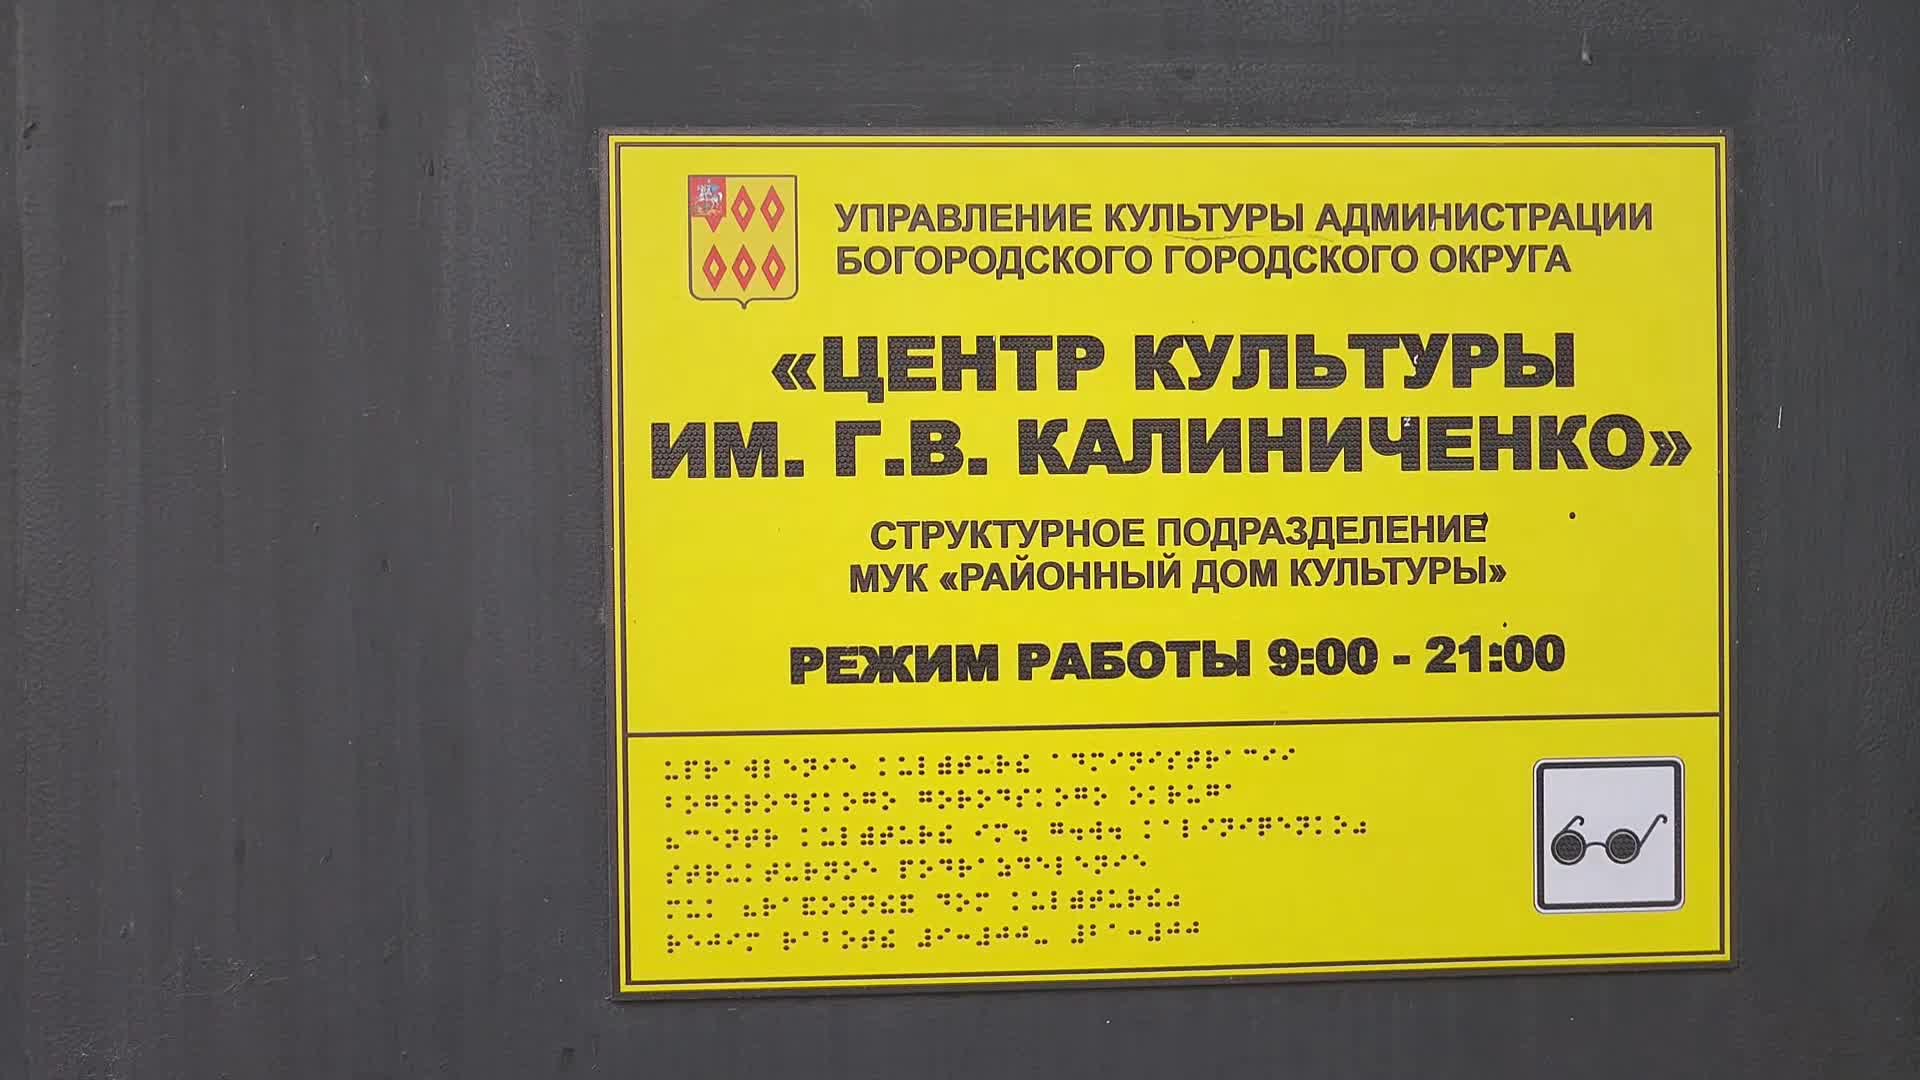 УПРАВЛЕНИЕ КУЛЬТУРЫ АДМИНИСТРАЦИИ
БОГОРОДСКОГО ГОРОДСКОГО ОКРУГА
«ЦЕНТР КУЛЬТУРЫ
ИМ. Г.В. КАЛИНИЧЕНКО»
СТРУКТУРНОЕ ПОДРАЗДЕЛЕНИЕ
МУК «РАЙОННЫЙ ДОМ КУЛЬТУРЫ»
РЕЖИМ РАБОТЫ 9:00 - 21:00